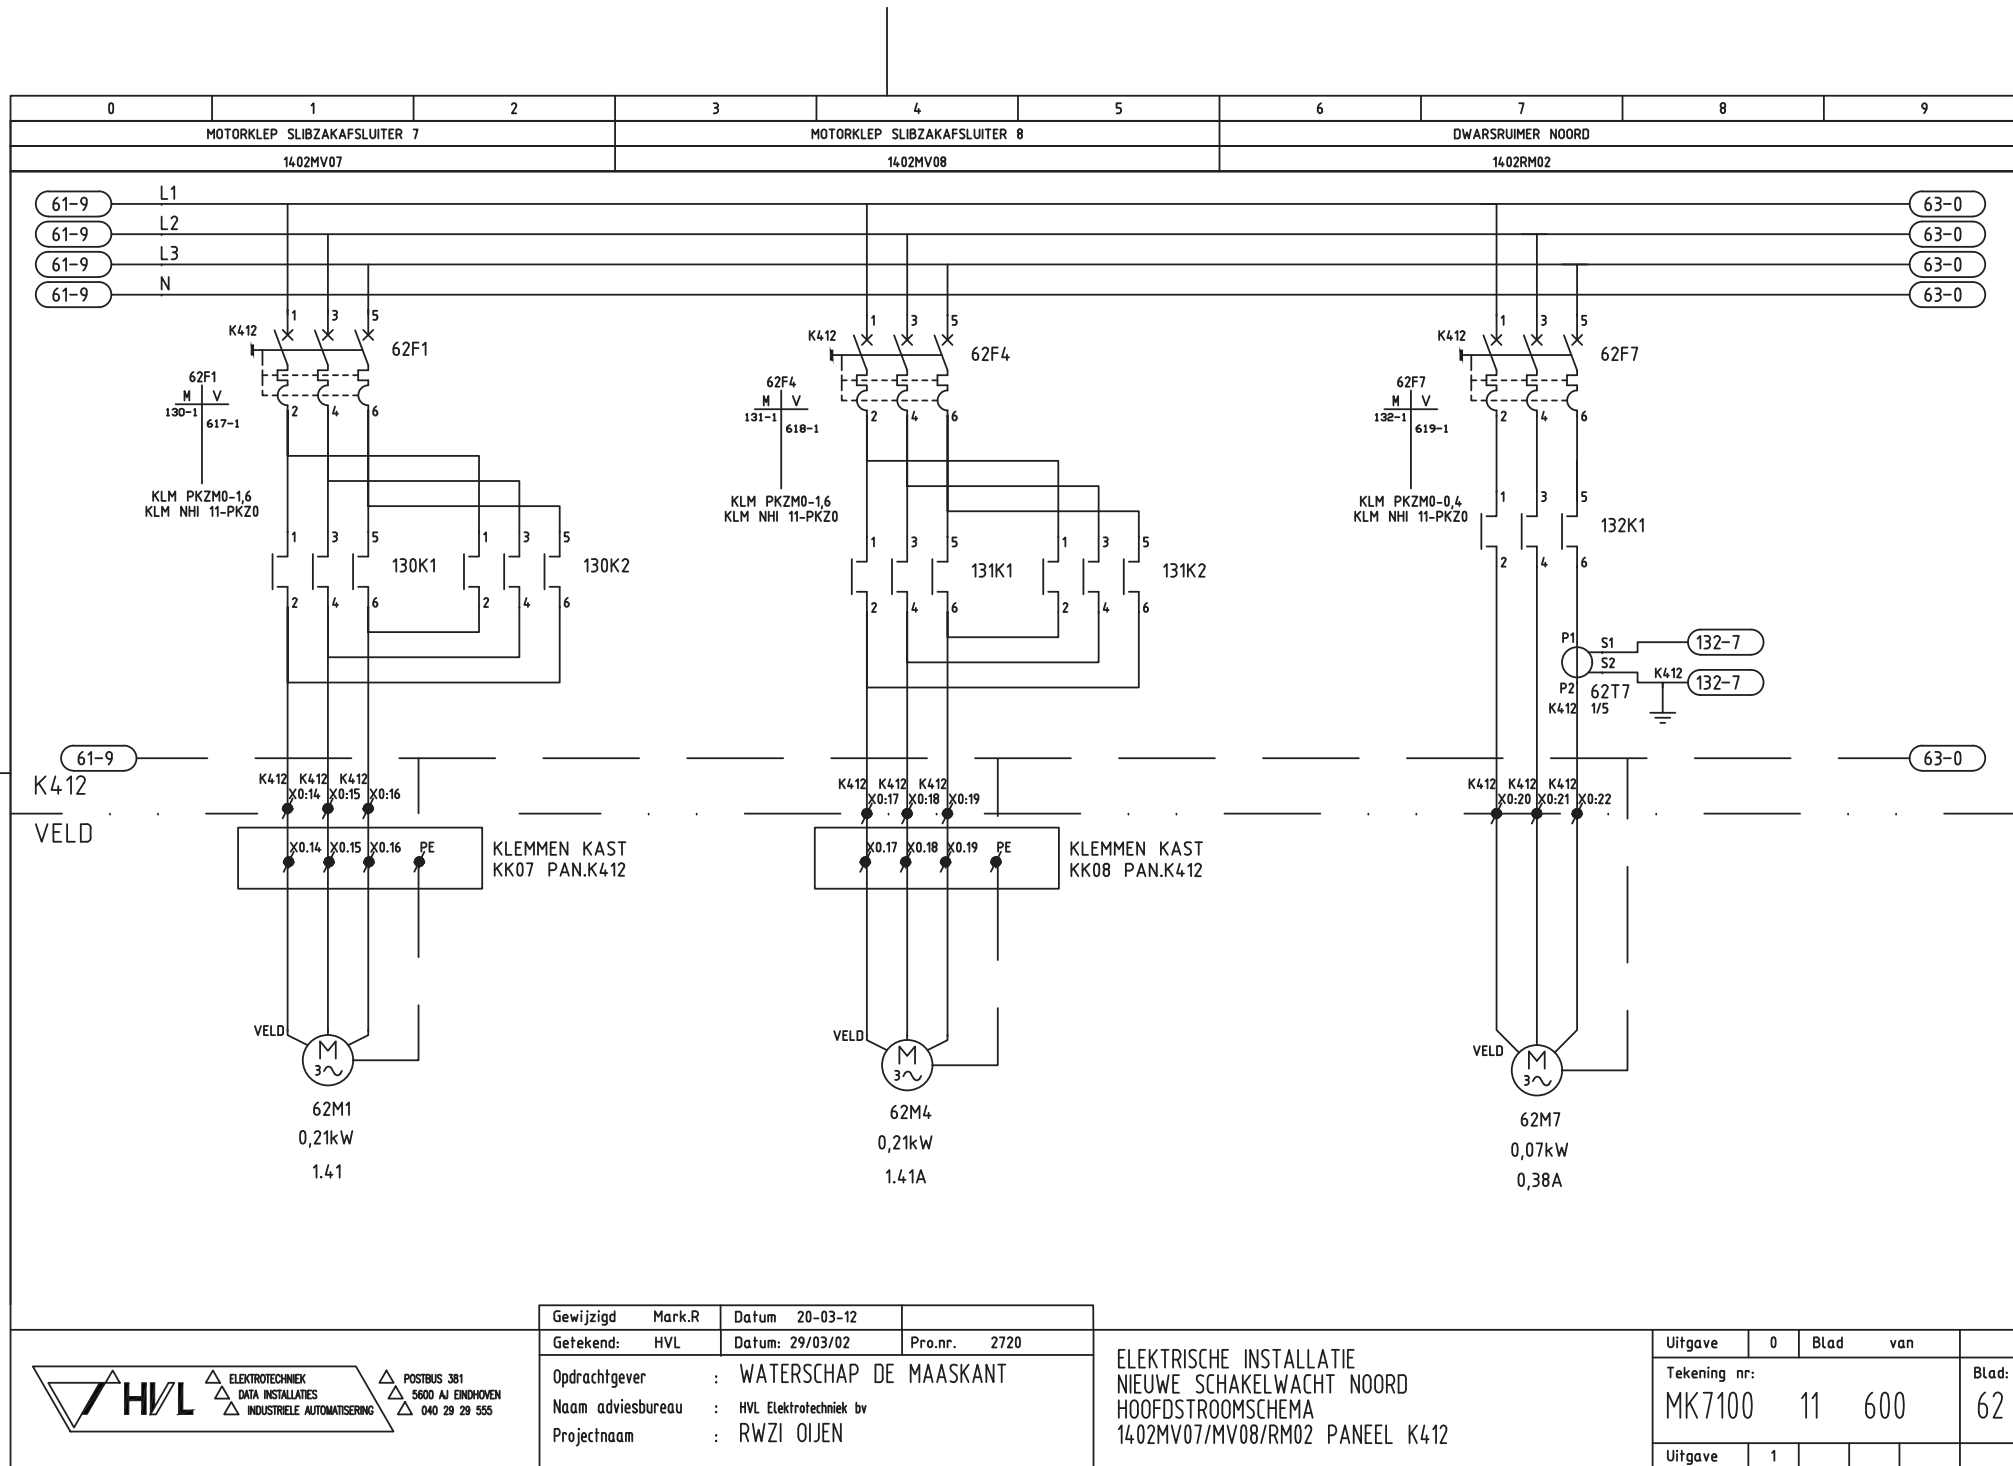 0 1 2 3 4 5 6 7 8 9
MOTORKLEP SLIBZAKAFSLUITER 7 MOTORKLEP SLIBZAKAFSLUITER 8 DWARSRUIMER NOORD
1402MV07 1402MV08 1402RM02
61-9 L1 63-0
61-9 L2 63-0
61-9 L3 63-0
61-9 N 63-0
1 3 5 1 3 5 1 3 5
K412 62F1 K412 62F4 K412 62F7
62F1 62F4 62F7
M V M V M V
2 4 6 2 4 6 2 4 6
130-1 617-1 131-1 618-1 132-1 619-1
KLM PKZM0-1,6 KLM PKZM0-1,6 KLM PKZM0-0,4
KLM NHI 11-PKZ0 KLM NHI 11-PKZ0 KLM NHI 11-PKZ0
1 3 5 1 3 5 1 3 5 1 3 5 1 3 5
130K1 130K2 131K1 131K2 132K1
2 4 6 2 4 6 2 4 6 2 4 6 2 4 6
P1 S1 132-7
S2 K412 132-7
P2 62T7
K412 1/5
61-9 63-0
K412
K412 K412 K412 K412 K412 K412 K412 K412 K412
X0:14 X0:15 X0:16 X0:17 X0:18 X0:19 X0:20 X0:21 X0:22
VELD
X0.14 X0.15 X0.16 PE KLEMMEN KAST X0.17 X0.18 X0.19 PE KLEMMEN KAST
KK07 PAN.K412 KK08 PAN.K412
VELD VELD VELD
M M M
3~ 3~ 3~
62M1 62M4 62M7
0,21kW 0,21kW 0,07kW
1.41 1.41A 0,38A
Gewijzigd Mark.R Datum 20-03-12
Getekend: HVL Datum: 29/03/02 Pro.nr. 2720
Opdrachtgever : WATERSCHAP DE MAASKANT
Naam adviesbureau : HVL Elektrotechniek bv
Projectnaam : RWZI OIJEN
HVL
ELEKTROTECHNIEK POSTBUS 381
DATA INSTALLATIES 5600 AJ EINDHOVEN
INDUSTRIELE AUTOMATISERING 040 29 29 555
ELEKTRISCHE INSTALLATIE
NIEUWE SCHAKELWACHT NOORD
HOOFDSTROOMSCHEMA
1402MV07/MV08/RM02 PANEEL K412
Uitgave 0 Blad van
Tekening nr: Blad:
MK7100 11 600 62
Uitgave 1